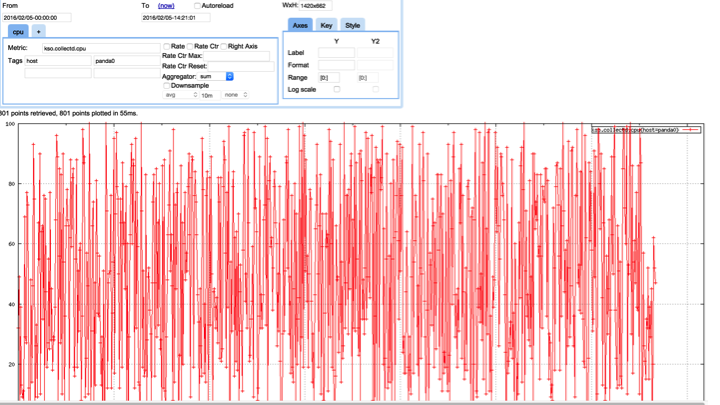 From To (now) Autoreload WxH: 1420x662
2016/02/05-00:00:00 2016/02/05-14:21:01
cpu +
Metric: kso.collectd.cpu
Rate Rate Ctr Right Axis
Rate Ctr Max:
Tags host panda0
Rate Ctr Reset:
Aggregator: sum
Downsample
avg 10m none
Axes Key Style
Y Y2
Label
Format
Range [0:] [0:]
Log scale
801 points retrieved, 801 points plotted in 55ms.
kso.collectd.cpu{host=panda0}
100
80
60
40
20